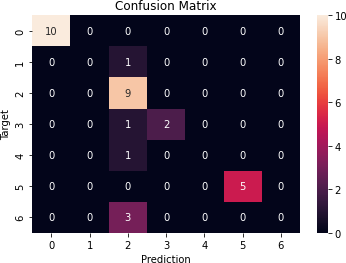 Confusion Matrix
Target
0 10 0 0 0 0 0 0
1 0 0 1 0 0 0 0
2 0 0 9 0 0 0 0
3 0 0 1 2 0 0 0
4 0 0 1 0 0 0 0
5 0 0 0 0 0 5 0
6 0 0 3 0 0 0 0
0 1 2 3 4 5 6
Prediction
10
8
6
4
2
0